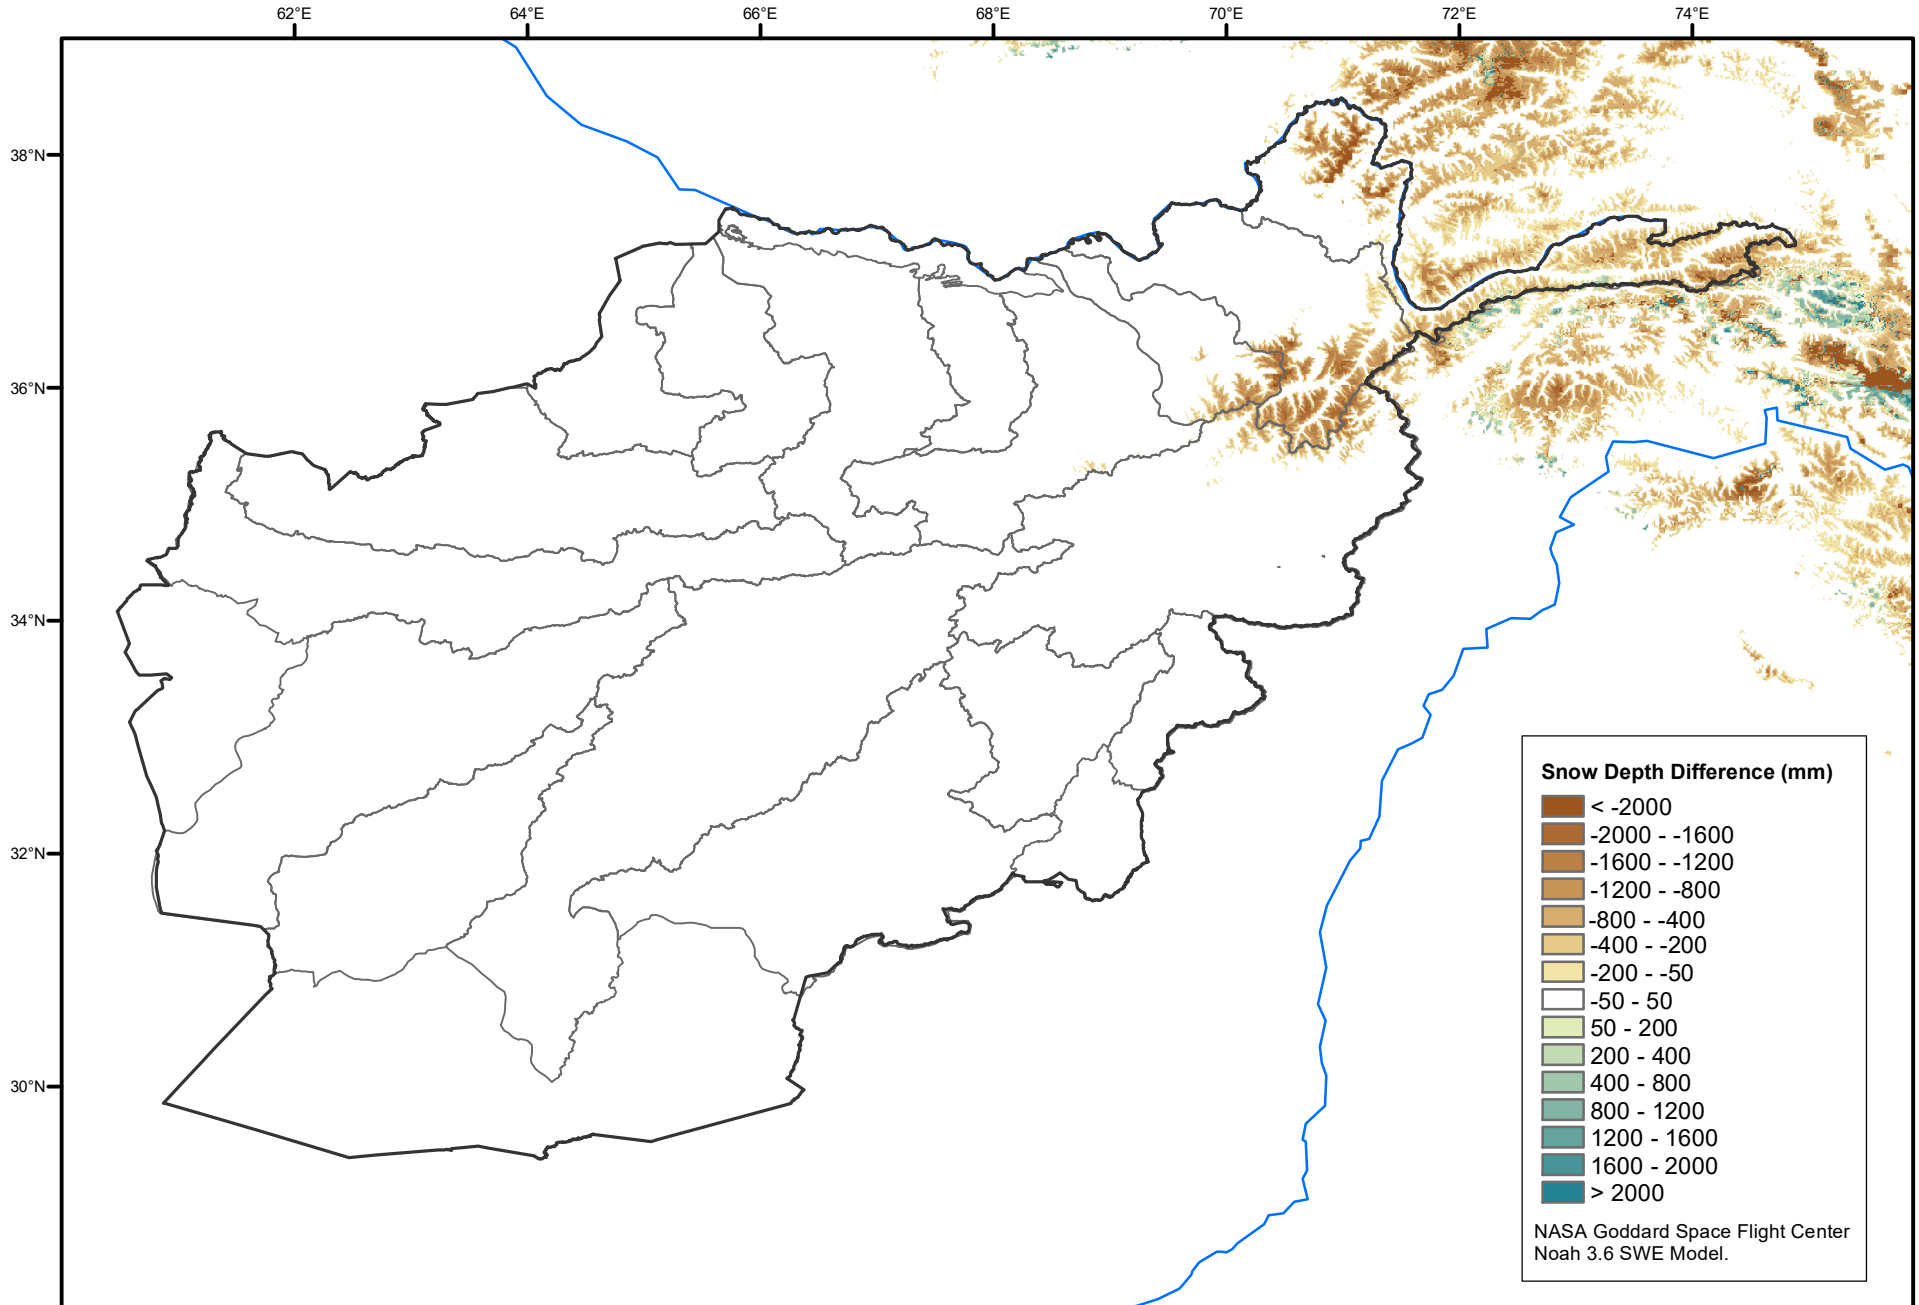 62°E 64°E 66°E 68°E 70°E 72°E 74°E
38°N
36°N
34°N
32°N
30°N
Snow Depth Difference (mm)
< -2000
-2000 - -1600
-1600 - -1200
-1200 - -800
-800 - -400
-400 - -200
-200 - -50
-50 - 50
50 - 200
200 - 400
400 - 800
800 - 1200
1200 - 1600
1600 - 2000
> 2000
NASA Goddard Space Flight Center
Noah 3.6 SWE Model.